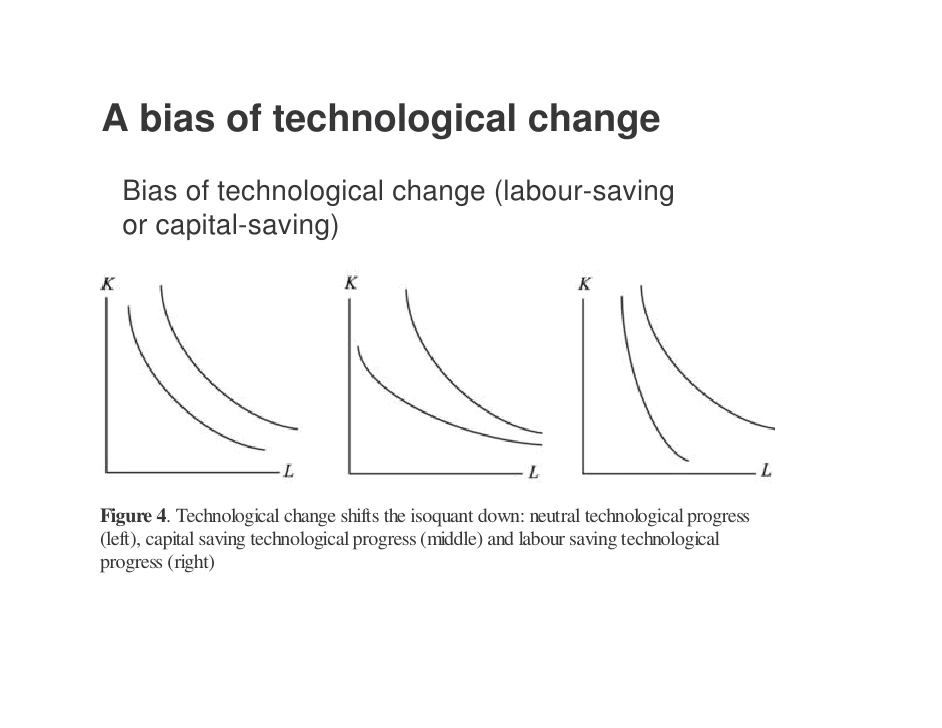 A bias of technological change
Bias of technological change (labour-saving
or capital-saving)
K
K
K
L
L
L
Figure 4. Technological change shifts the isoquant down: neutral technological progress
(left), capital saving technological progress (middle) and labour saving technological
progress (right)